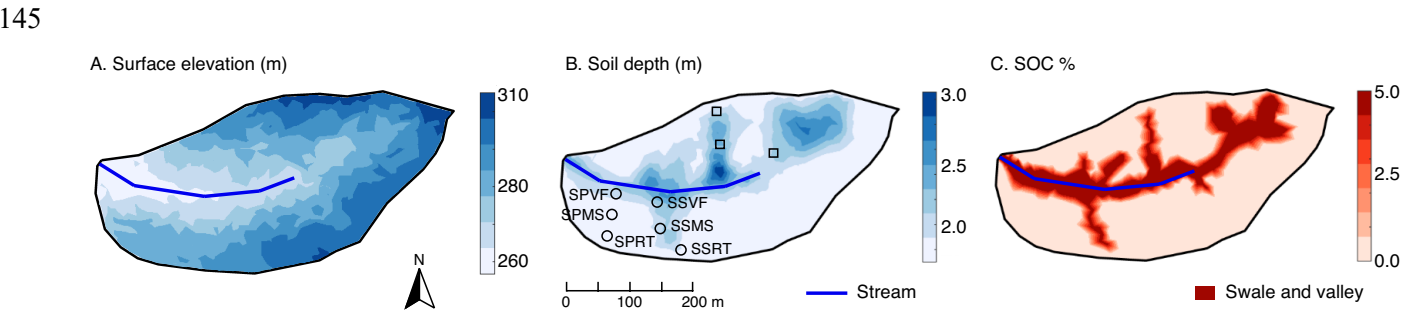 145
A. Surface elevation (m)
310
280
260
N
B. Soil depth (m)
3.0
2.5
2.0
SPVF
SSVF
SPMS
SSMS
SPRT
SSRT
0 100 200 m
Stream
C. SOC %
5.0
2.5
0.0
Swale and valley